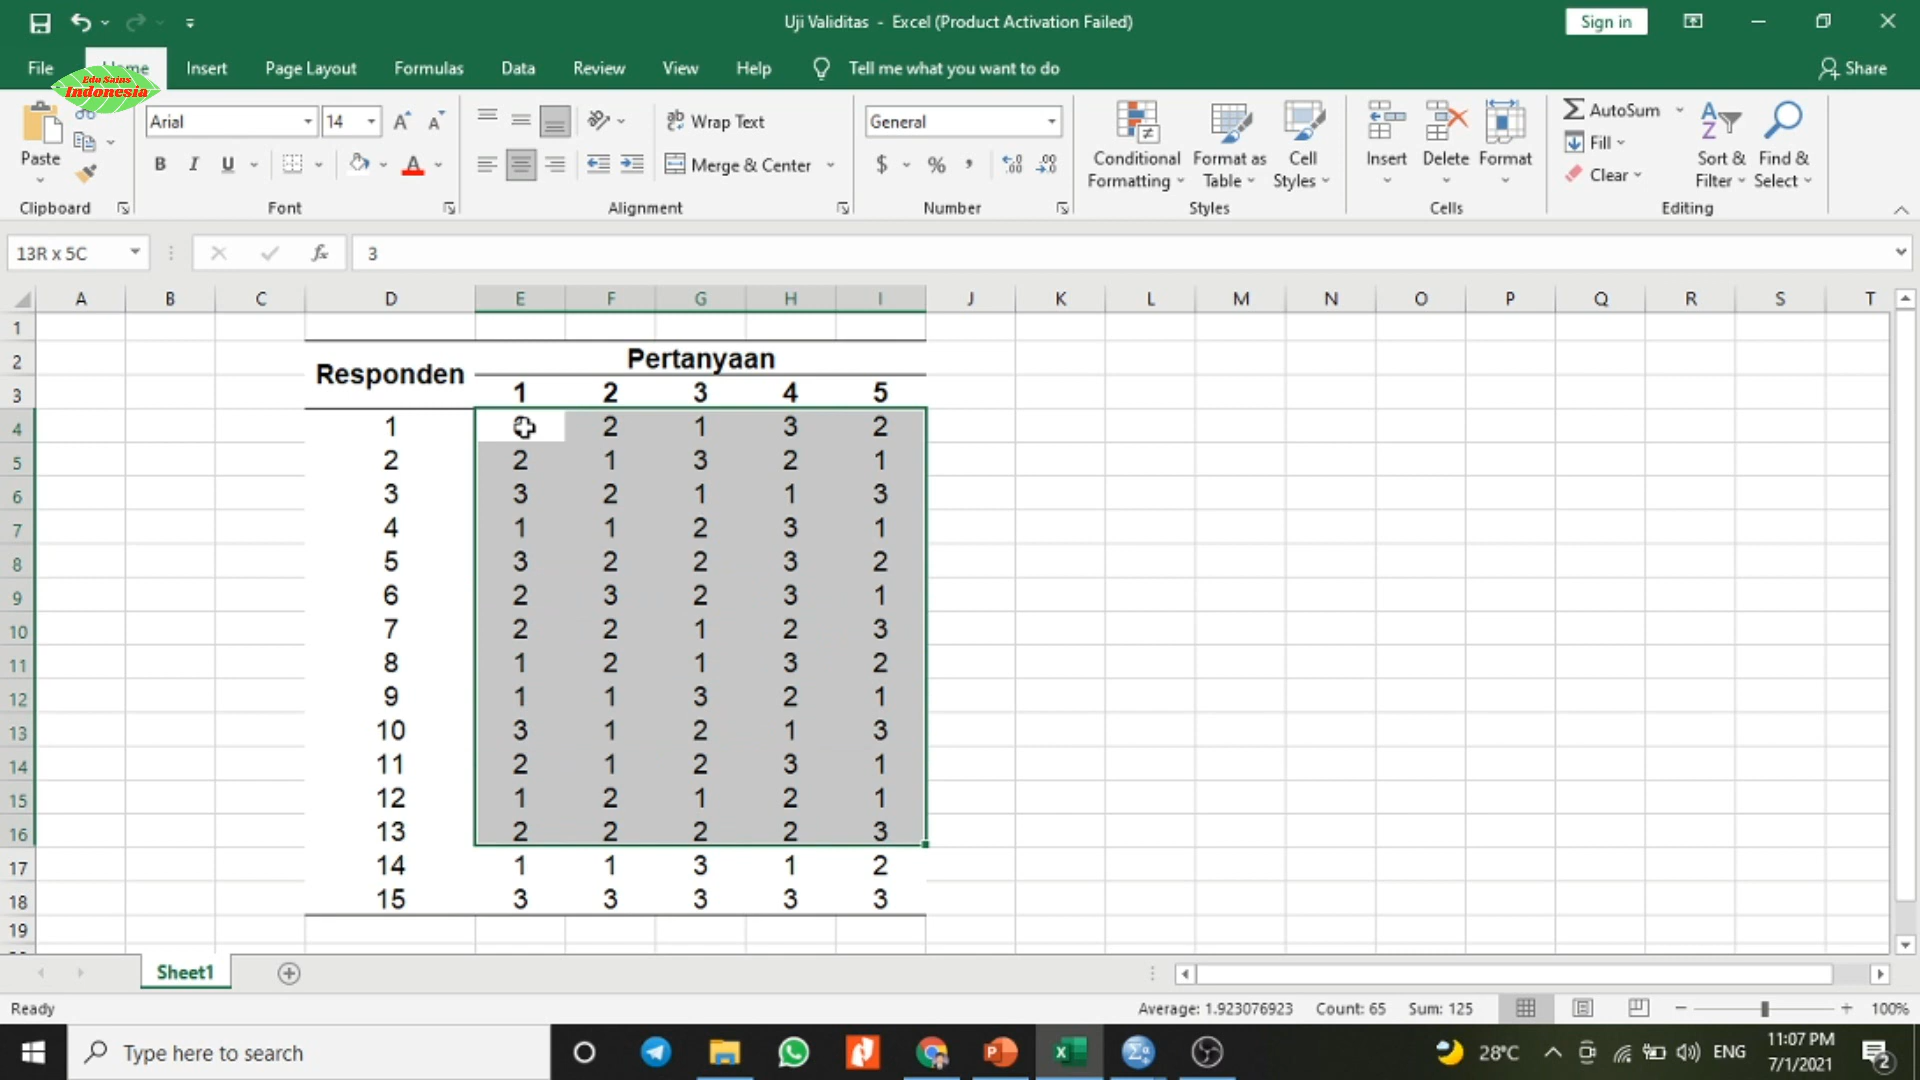 Uji Validitas - Excel (Product Activation Failed)
Sign in
File
Home
Insert
Page Layout
Formulas
Data
Review
View
Help
Tell me what you want to do
Share
Edu Sains
Indonesia
Paste
Clipboard
Arial
14
B I U
Font
Wrap Text
Merge & Center
Alignment
General
$ % ,
Number
Conditional Formatting
Format as Table
Cell Styles
Styles
Insert
Delete
Format
Cells
AutoSum
Fill
Clear
Sort & Filter
Find & Select
Editing
13R x 5C
fx
3
A B C D E F G H I J K L M N O P Q R S T
1
2 Responden Pertanyaan
3 1 2 3 4 5
4 1 2 1 3 2
5 2 2 1 3 2 1
6 3 3 2 1 1 3
7 4 1 1 2 3 1
8 5 3 2 2 3 2
9 6 2 3 2 3 1
10 7 2 2 1 2 3
11 8 1 2 1 3 2
12 9 1 1 3 2 1
13 10 3 1 2 1 3
14 11 2 1 2 3 1
15 12 1 2 1 2 1
16 13 2 2 2 2 3
17 14 1 1 3 1 2
18 15 3 3 3 3 3
19
Sheet1
Ready
Average: 1.923076923
Count: 65
Sum: 125
100%
Type here to search
28°C
ENG
11:07 PM
7/1/2021
2